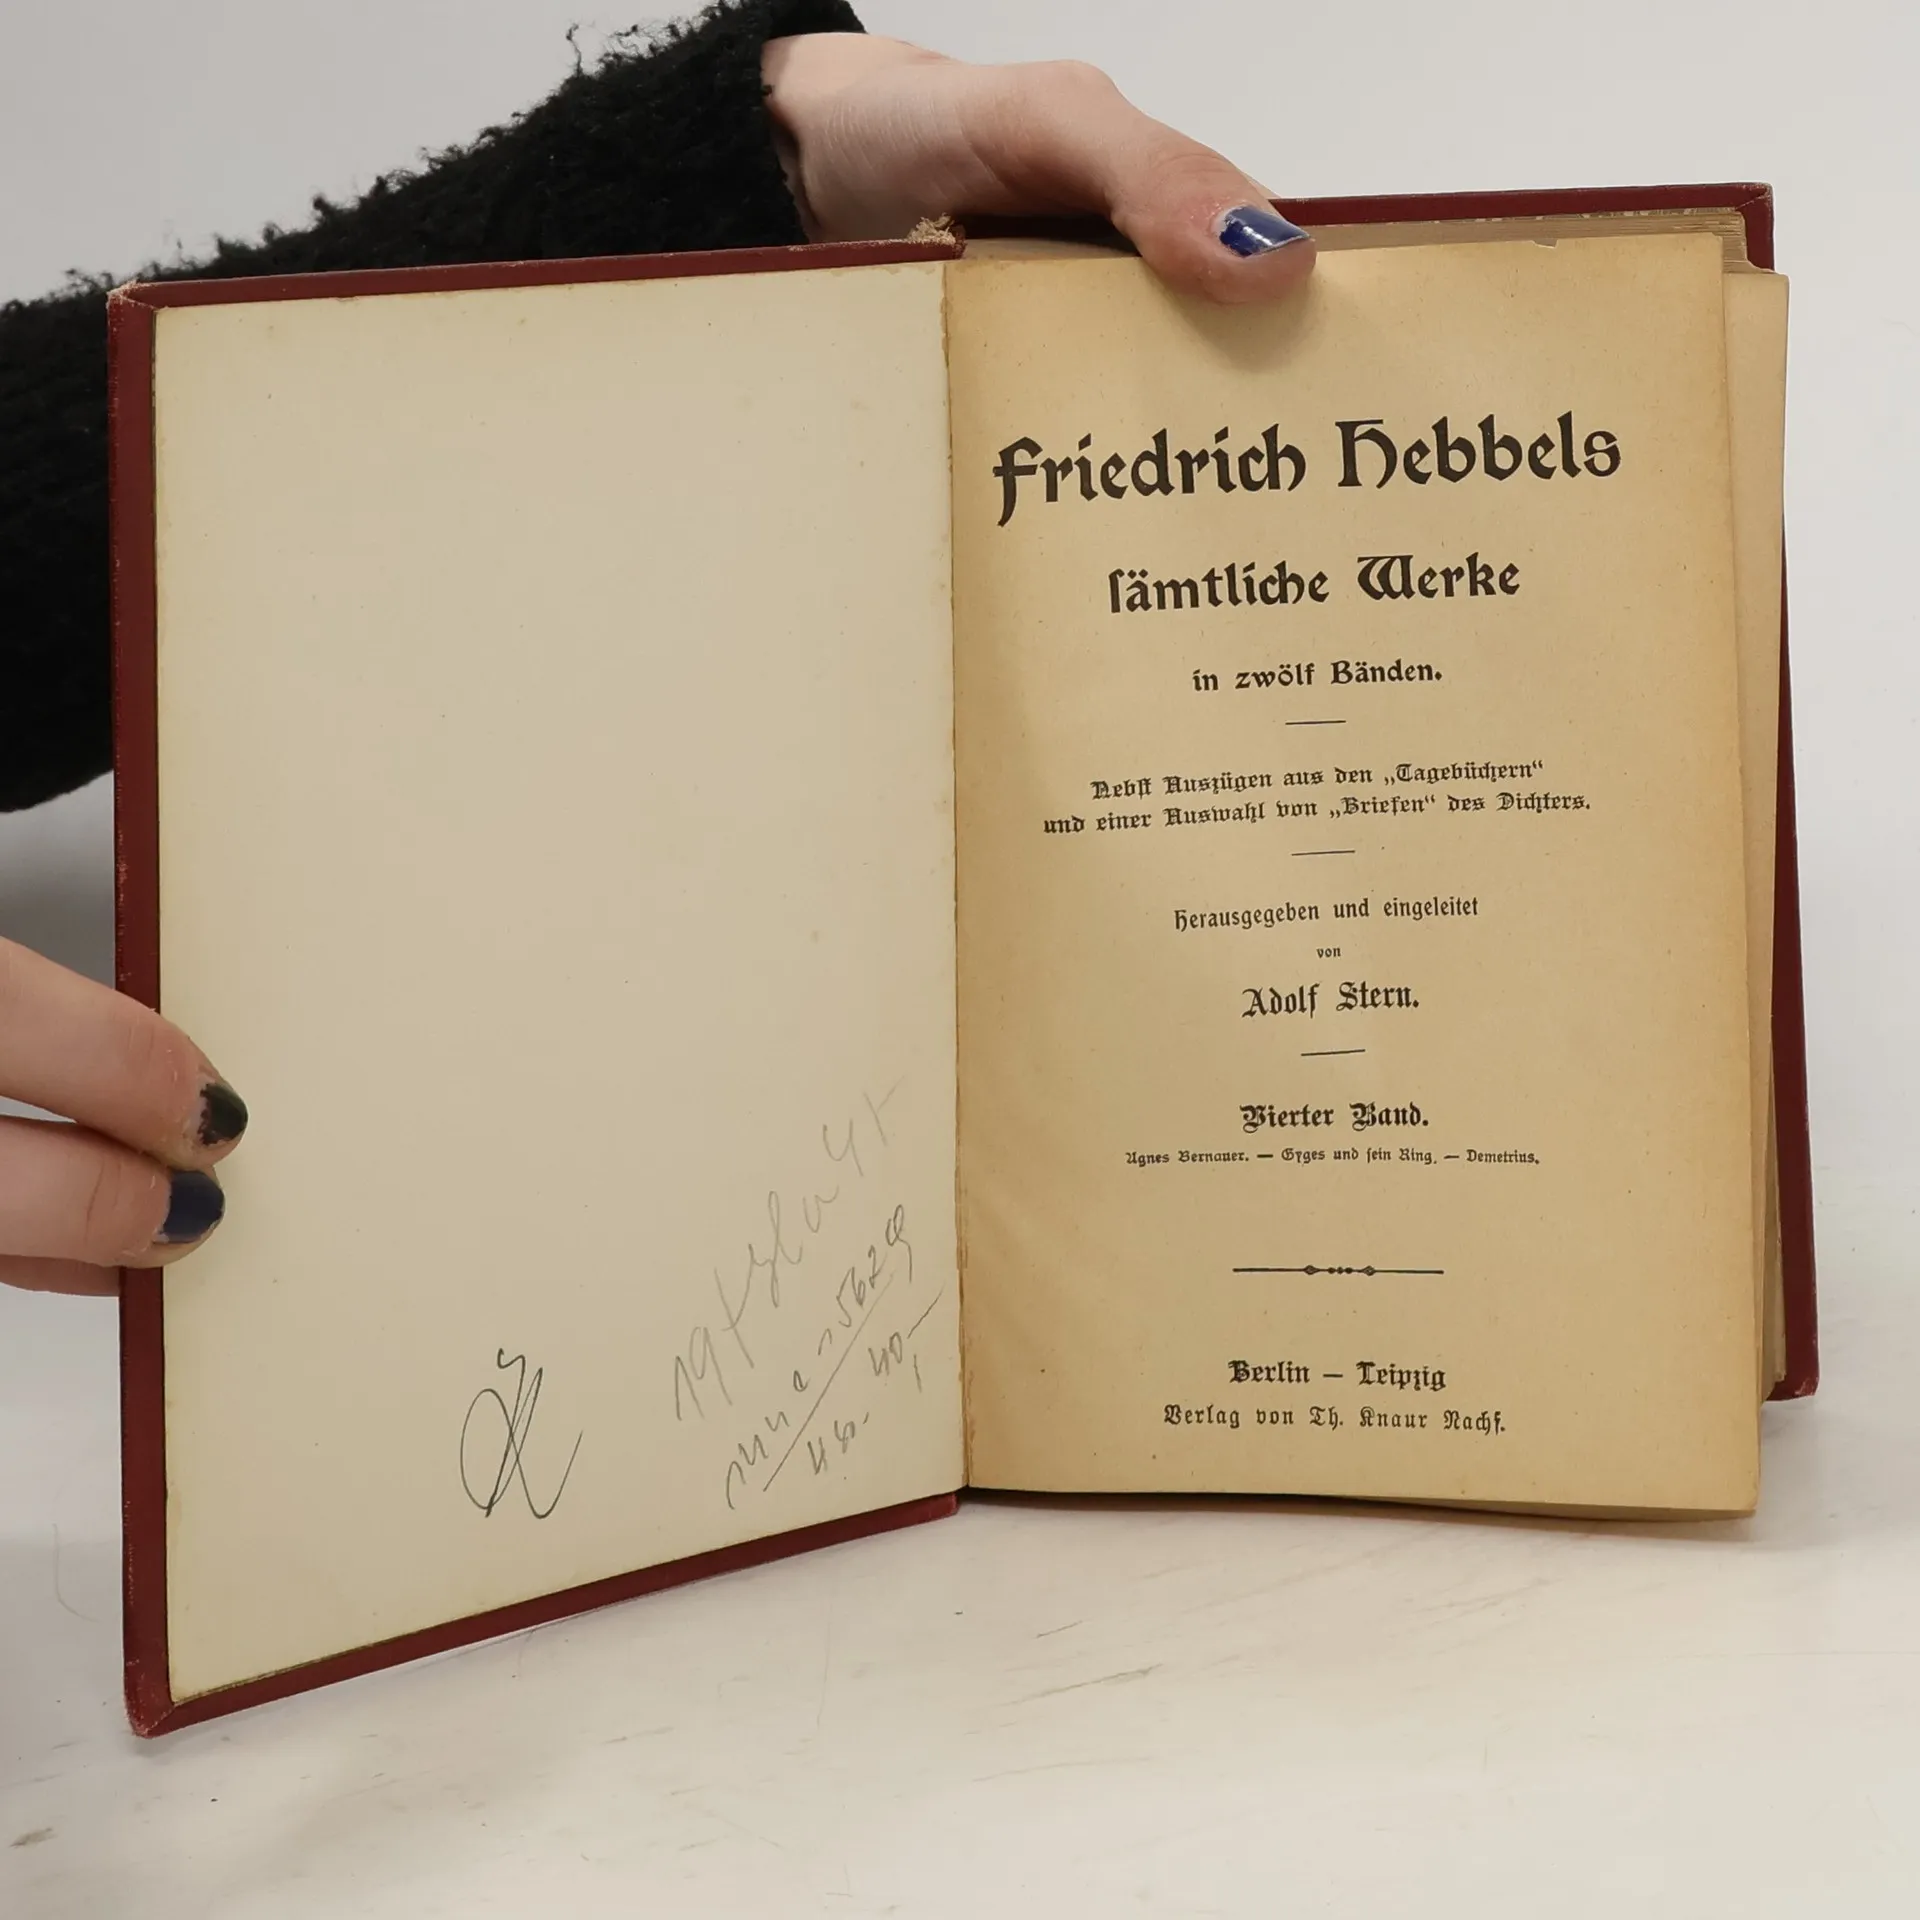 Friedrich Hebbels
sämtliche Werke
in zwölf Bänden.
Nebst Auszügen aus den „Tagebüchern“
und einer Auswahl von „Briefen“ des Dichters.
Herausgegeben und eingeleitet
von
Adolf Stern.
Vierter Band.
Agnes Bernauer. — Gyges und sein Ring. — Demetrius.
Berlin — Leipzig
Verlag von Th. Knaur Nachf.
40,-